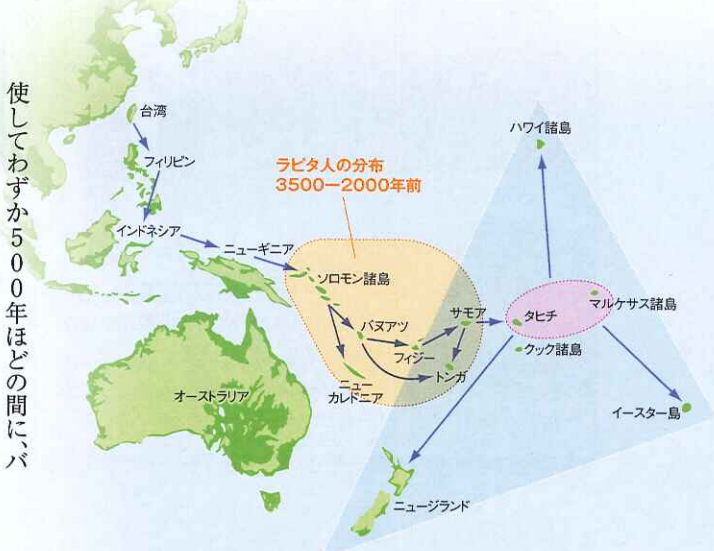 使してわずか500年ほどの間に、バ
台湾
フィリピン
インドネシア
ニューギニア
ラピタ人の分布
3500ー2000年前
ソロモン諸島
バヌアツ
フィジー
サモア
トンガ
ニュー
カレドニア
オーストラリア
ハワイ諸島
タヒチ
マルケサス諸島
クック諸島
イースター島
ニュージランド